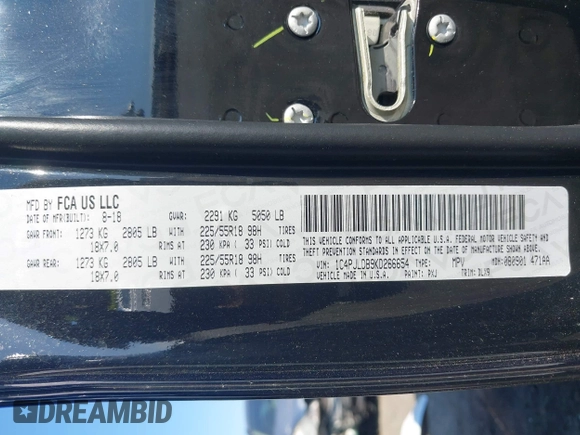 MFD BY FCA US LLC
DATE OF MFR(BUILT): 8-18 GVWR: 2291 KG 5050 LB
GAWR FRONT: 1273 KG 2805 LB WITH 225/55R18 98H TIRES
18X7.0 RIMS AT 230 KPA ( 33 PSI) COLD
GAWR REAR: 1273 KG 2805 LB WITH 225/55R18 98H TIRES
18X7.0 RIMS AT 230 KPA ( 33 PSI) COLD
THIS VEHICLE CONFORMS TO ALL APPLICABLE U.S.A. FEDERAL MOTOR VEHICLE SAFETY, BUMPER AND THEFT PREVENTION STANDARDS IN EFFECT ON THE DATE OF MANUFACTURE SHOWN ABOVE.
VIN: 1C4PJLDB9KD266654 TYPE: MPV MDH:080901 471AA
VEHICLE MADE IN U.S.A. PAINT: PXJ TRIM: DLX9
DREAMBID